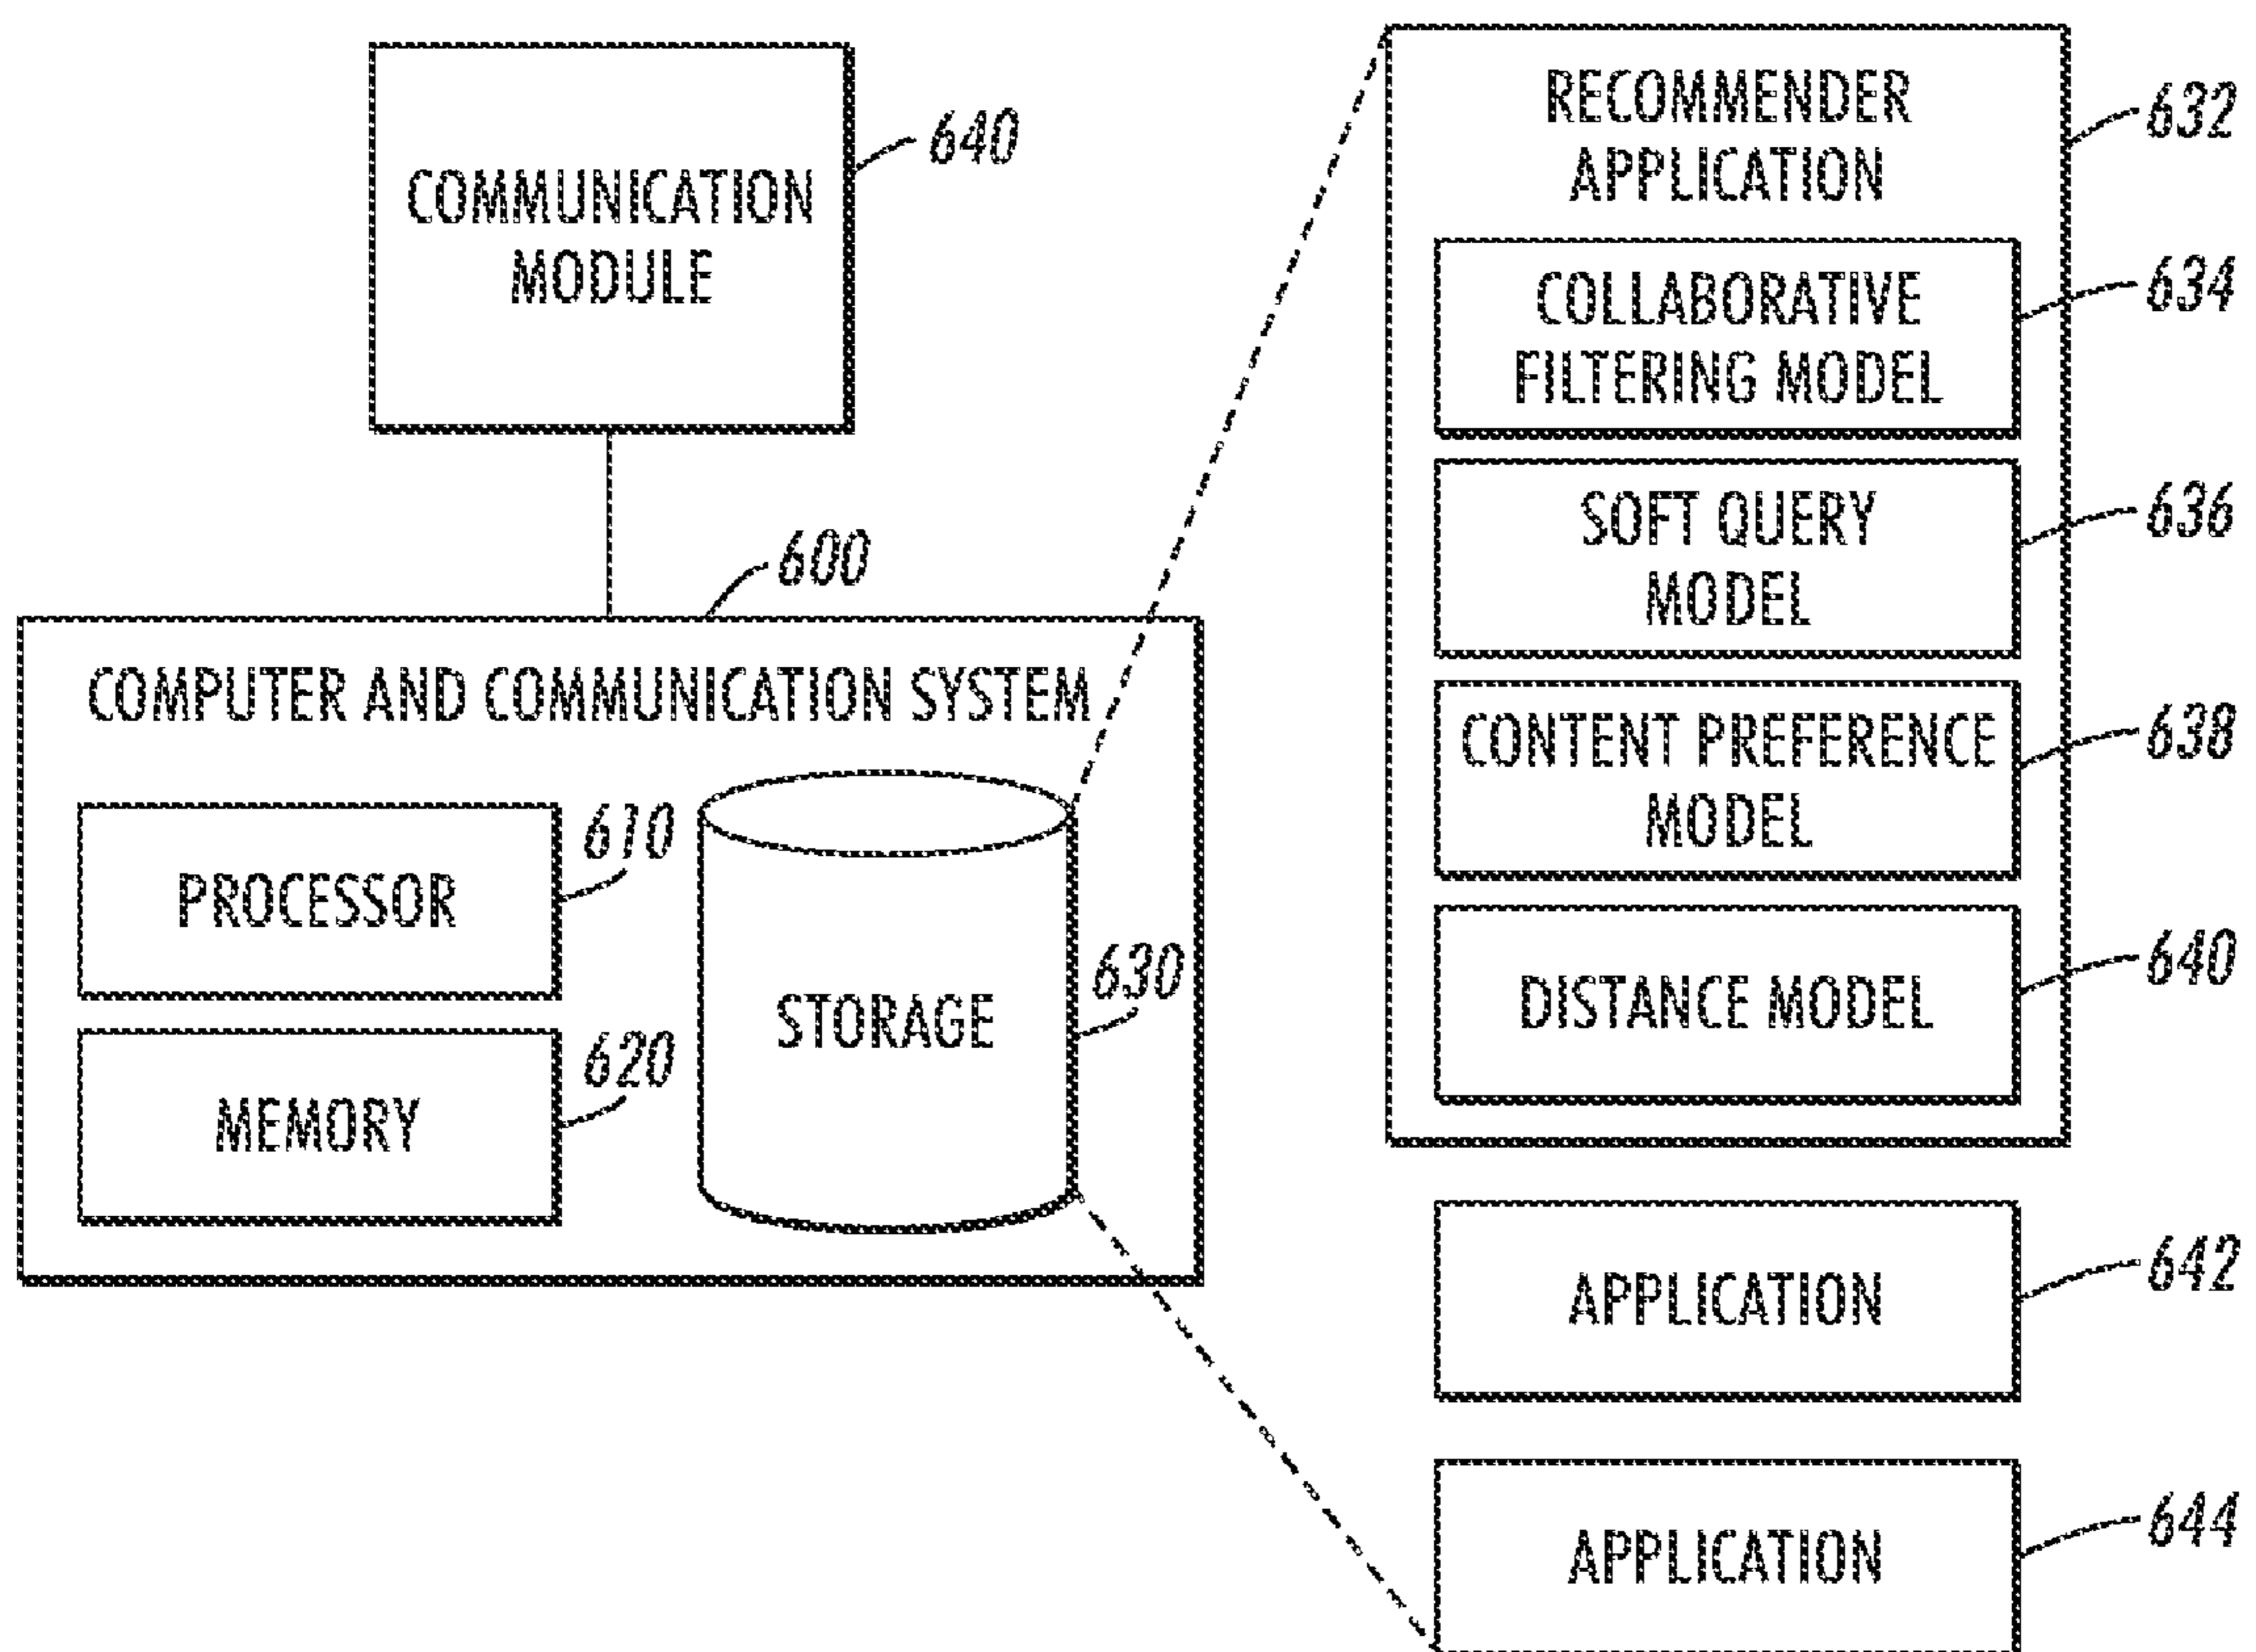 COMMUNICATION
MODULE
640
600
COMPUTER AND COMMUNICATION SYSTEM
PROCESSOR
610
MEMORY
620
STORAGE
630
RECOMMENDER
APPLICATION
632
COLLABORATIVE
FILTERING MODEL
634
SOFT QUERY
MODEL
636
CONTENT PREFERENCE
MODEL
638
DISTANCE MODEL
640
APPLICATION
642
APPLICATION
644